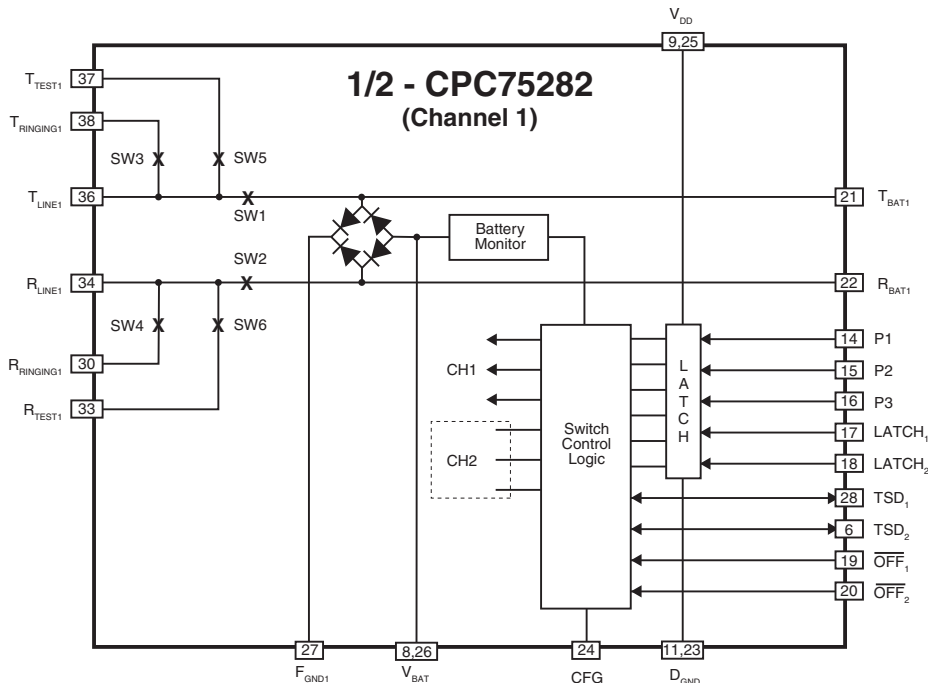 V_DD
9,25
1/2 - CPC75282
(Channel 1)
T_TEST1 37
T_RINGING1 38
SW3 SW5
T_LINE1 36
SW1
21 T_BAT1
Battery
Monitor
SW2
R_LINE1 34
22 R_BAT1
SW4 SW6
R_RINGING1 30
R_TEST1 33
CH1
CH2
Switch
Control
Logic
LATCH
14 P1
15 P2
16 P3
17 LATCH_1
18 LATCH_2
28 TSD_1
6 TSD_2
19 O̅F̅F̅_1
20 O̅F̅F̅_2
27 8,26 24 11,23
F_GND1 V_BAT CFG D_GND